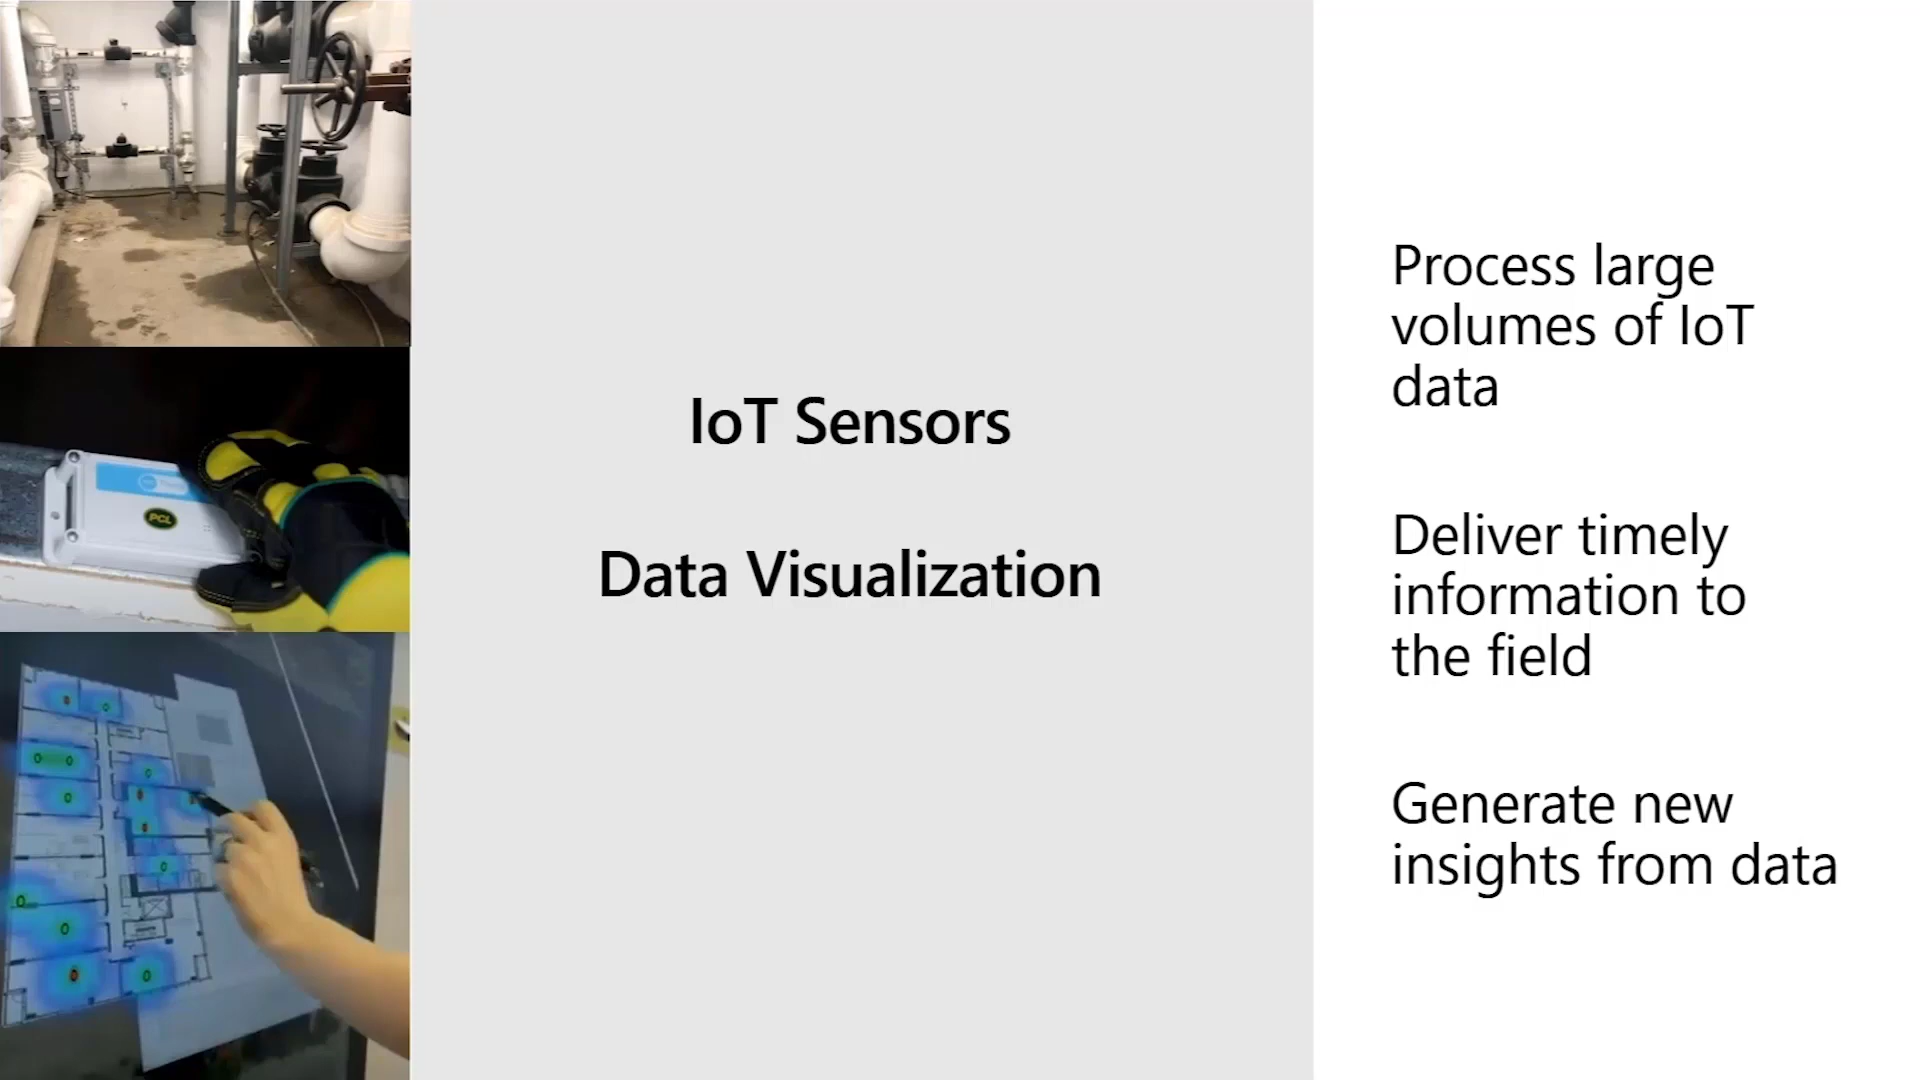 PCL
IoT Sensors
Data Visualization
Process large
volumes of IoT
data
Deliver timely
information to
the field
Generate new
insights from data